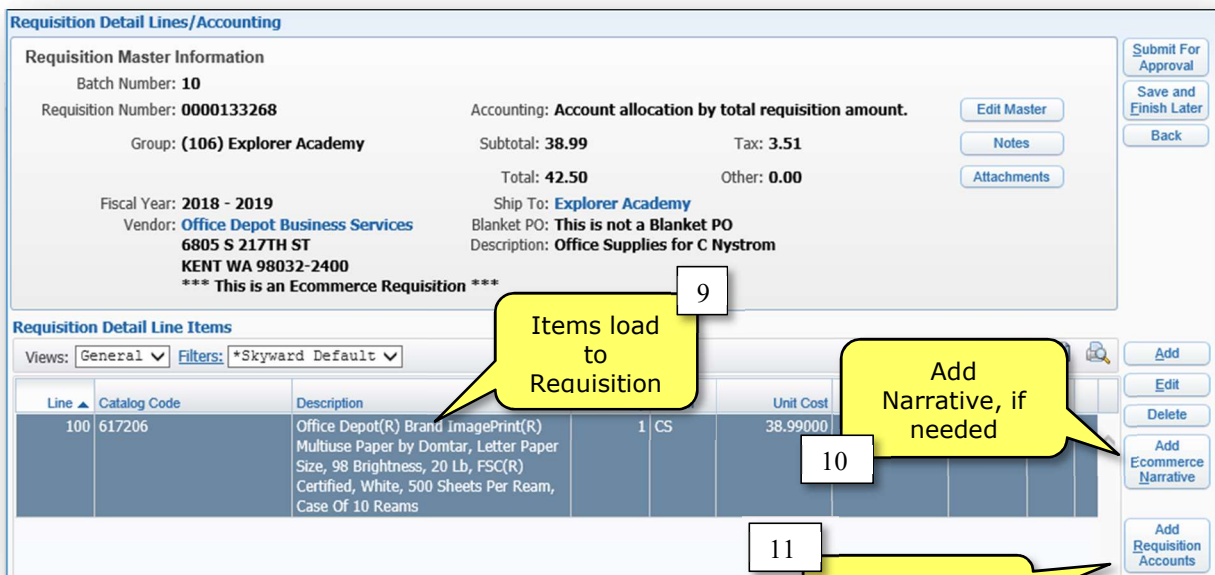 Requisition Detail Lines/Accounting
Requisition Master Information
Batch Number: 10
Requisition Number: 0000133268 Accounting: Account allocation by total requisition amount. Edit Master
Group: (106) Explorer Academy Subtotal: 38.99 Tax: 3.51 Notes
Total: 42.50 Other: 0.00 Attachments
Fiscal Year: 2018 - 2019 Ship To: Explorer Academy
Vendor: Office Depot Business Services Blanket PO: This is not a Blanket PO
6805 S 217TH ST Description: Office Supplies for C Nystrom
KENT WA 98032-2400
*** This is an Ecommerce Requisition ***
Submit For
Approval
Save and
Finish Later
Back
9
Items load
to
Requisition
Requisition Detail Line Items
Views: General Filters: *Skyward Default
Add
Narrative, if
needed
10
Line Catalog Code Description Unit Cost
100 617206 Office Depot(R) Brand ImagePrint(R) 1 CS 38.99000
Multiuse Paper by Domtar, Letter Paper
Size, 98 Brightness, 20 Lb, FSC(R)
Certified, White, 500 Sheets Per Ream,
Case Of 10 Reams
Add
Edit
Delete
Add
Ecommerce
Narrative
11
Add
Requisition
Accounts